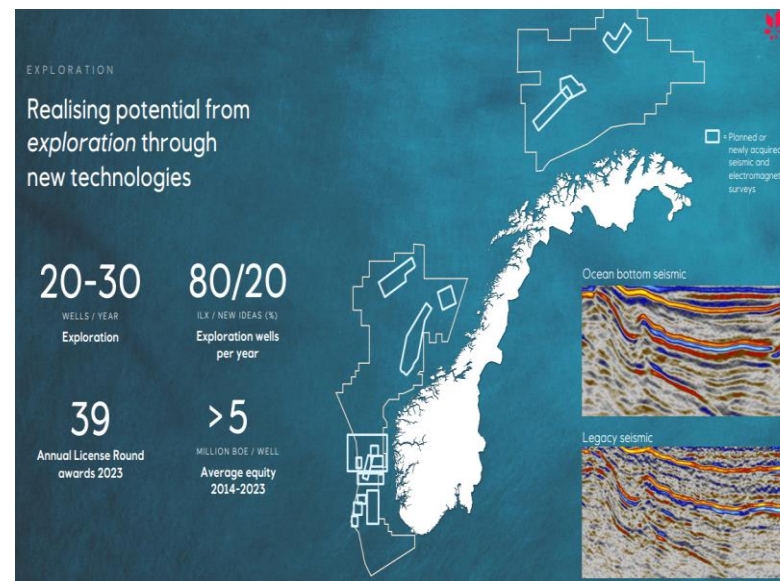 EXPLORATION
Realising potential from
exploration through
new technologies
20-30
WELLS / YEAR
Exploration
80/20
ILX / NEW IDEAS (%)
Exploration wells
per year
39
Annual License Round
awards 2023
>5
MILLION BOE / WELL
Average equity
2014-2023
= Planned or
newly acquired
seismic and
electromagnet
surveys
Ocean bottom seismic
Legacy seismic